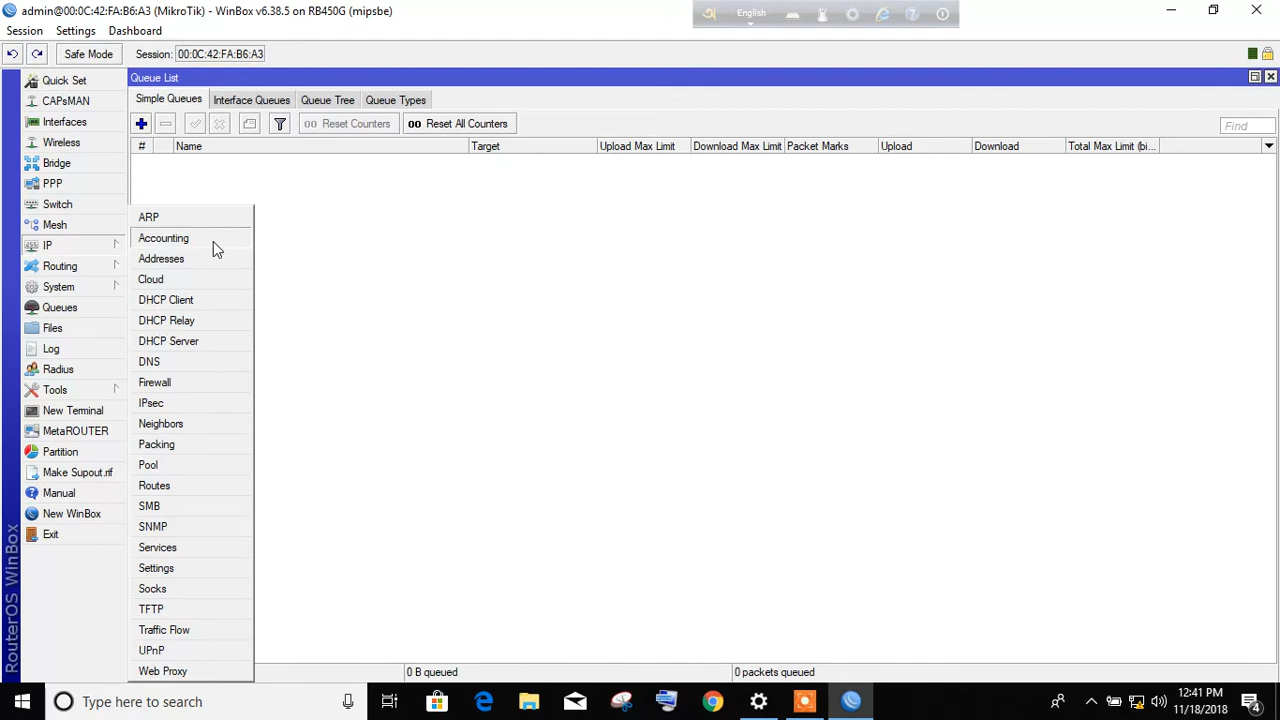 admin@00:0C:42:FA:B6:A3 (MikroTik) - WinBox v6.38.5 on RB450G (mipsbe)
English
Session Settings Dashboard
Safe Mode Session: 00:0C:42:FA:B6:A3
Queue List
Simple Queues Interface Queues Queue Tree Queue Types
00 Reset Counters 00 Reset All Counters Find
# Name Target Upload Max Limit Download Max Limit Packet Marks Upload Download Total Max Limit (bi...
Quick Set
CAPsMAN
Interfaces
Wireless
Bridge
PPP
Switch
Mesh
IP
Routing
System
Queues
Files
Log
Radius
Tools
New Terminal
MetaROUTER
Partition
Make Supout.rif
Manual
New WinBox
Exit
ARP
Accounting
Addresses
Cloud
DHCP Client
DHCP Relay
DHCP Server
DNS
Firewall
IPsec
Neighbors
Packing
Pool
Routes
SMB
SNMP
Services
Settings
Socks
TFTP
Traffic Flow
UPnP
Web Proxy
RouterOS WinBox
0 B queued 0 packets queued
Type here to search
12:41 PM
11/18/2018
4